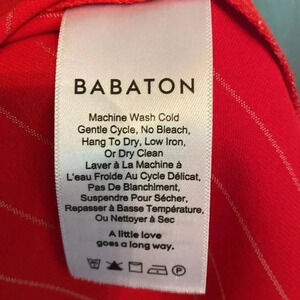 BABATON
Machine Wash Cold
Gentle Cycle, No Bleach,
Hang To Dry, Low Iron,
Or Dry Clean
Laver À La Machine à
L'eau Froide Au Cycle Délicat,
Pas De Blanchiment,
Suspendre Pour Sécher,
Repasser à Basse Température,
Ou Nettoyer à Sec
A little love
goes a long way.